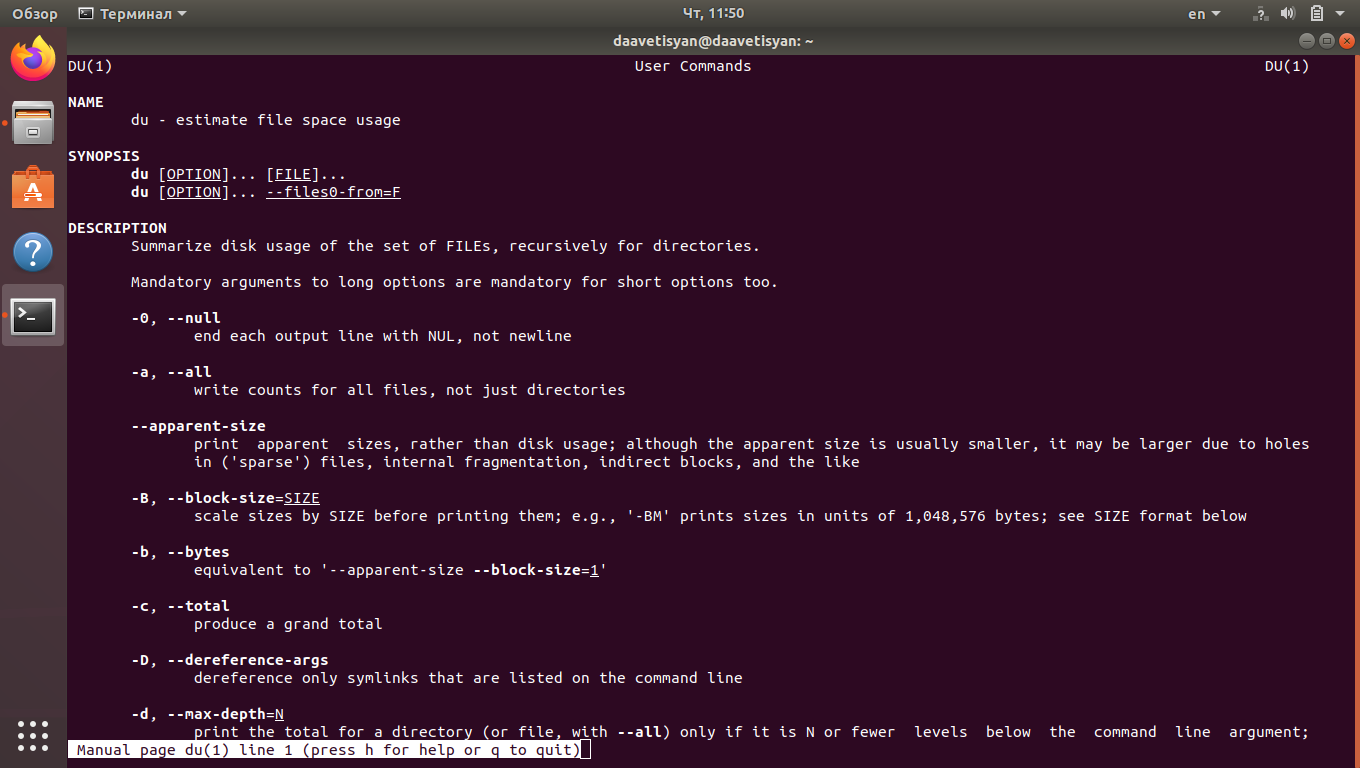 Обзор Терминал Чт, 11:50 en
daavetisyan@daavetisyan: ~
DU(1) User Commands DU(1)
NAME
du - estimate file space usage
SYNOPSIS
du [OPTION]... [FILE]...
du [OPTION]... --files0-from=F
DESCRIPTION
Summarize disk usage of the set of FILEs, recursively for directories.
Mandatory arguments to long options are mandatory for short options too.
-0, --null
end each output line with NUL, not newline
-a, --all
write counts for all files, not just directories
--apparent-size
print apparent sizes, rather than disk usage; although the apparent size is usually smaller, it may be larger due to holes
in ('sparse') files, internal fragmentation, indirect blocks, and the like
-B, --block-size=SIZE
scale sizes by SIZE before printing them; e.g., '-BM' prints sizes in units of 1,048,576 bytes; see SIZE format below
-b, --bytes
equivalent to '--apparent-size --block-size=1'
-c, --total
produce a grand total
-D, --dereference-args
dereference only symlinks that are listed on the command line
-d, --max-depth=N
print the total for a directory (or file, with --all) only if it is N or fewer levels below the command line argument;
Manual page du(1) line 1 (press h for help or q to quit)